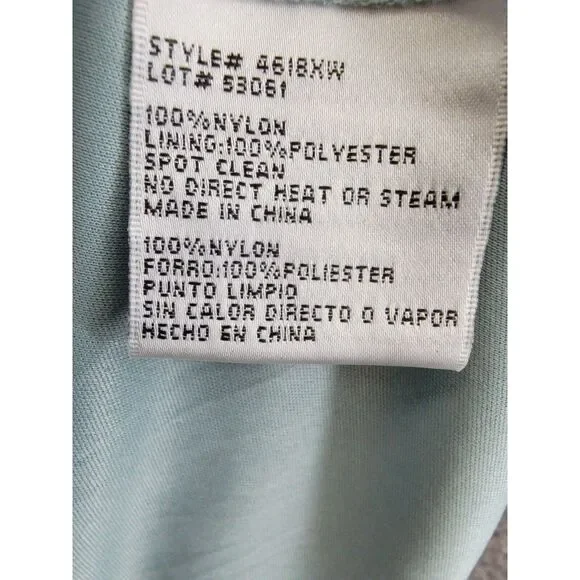 STYLE# 4618XW
LOT# 53061
100%NYLON
LINING:100%POLYESTER
SPOT CLEAN
NO DIRECT HEAT OR STEAM
MADE IN CHINA
100%NYLON
FORRO:100%POLIESTER
PUNTO LIMPIO
SIN CALOR DIRECTO O VAPOR
HECHO EN CHINA